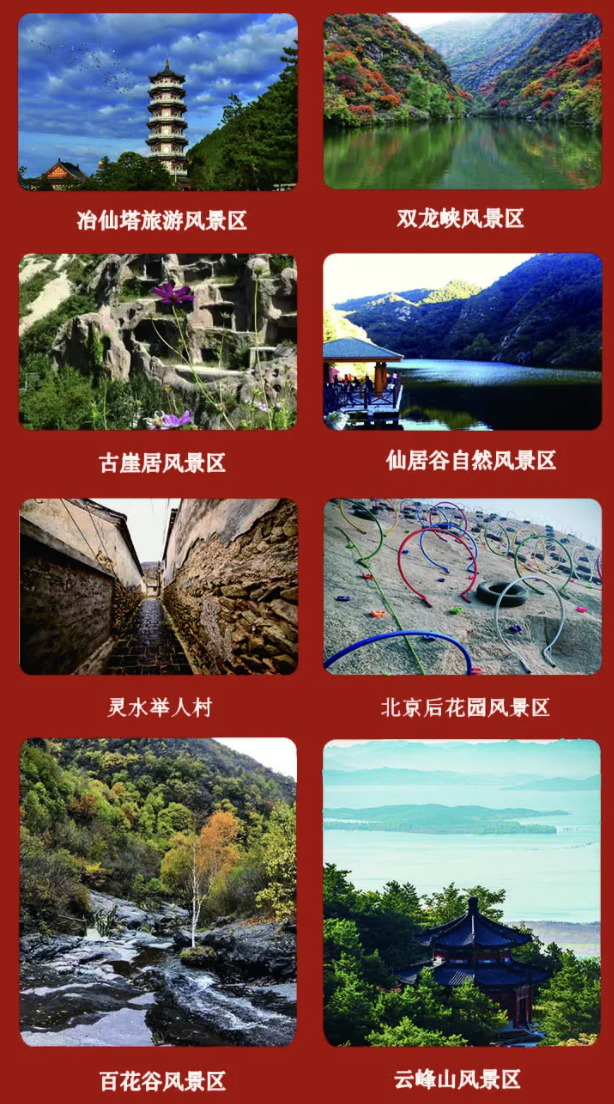 冶仙塔旅游风景区
双龙峡风景区
古崖居风景区
仙居谷自然风景区
灵水举人村
北京后花园风景区
百花谷风景区
云峰山风景区